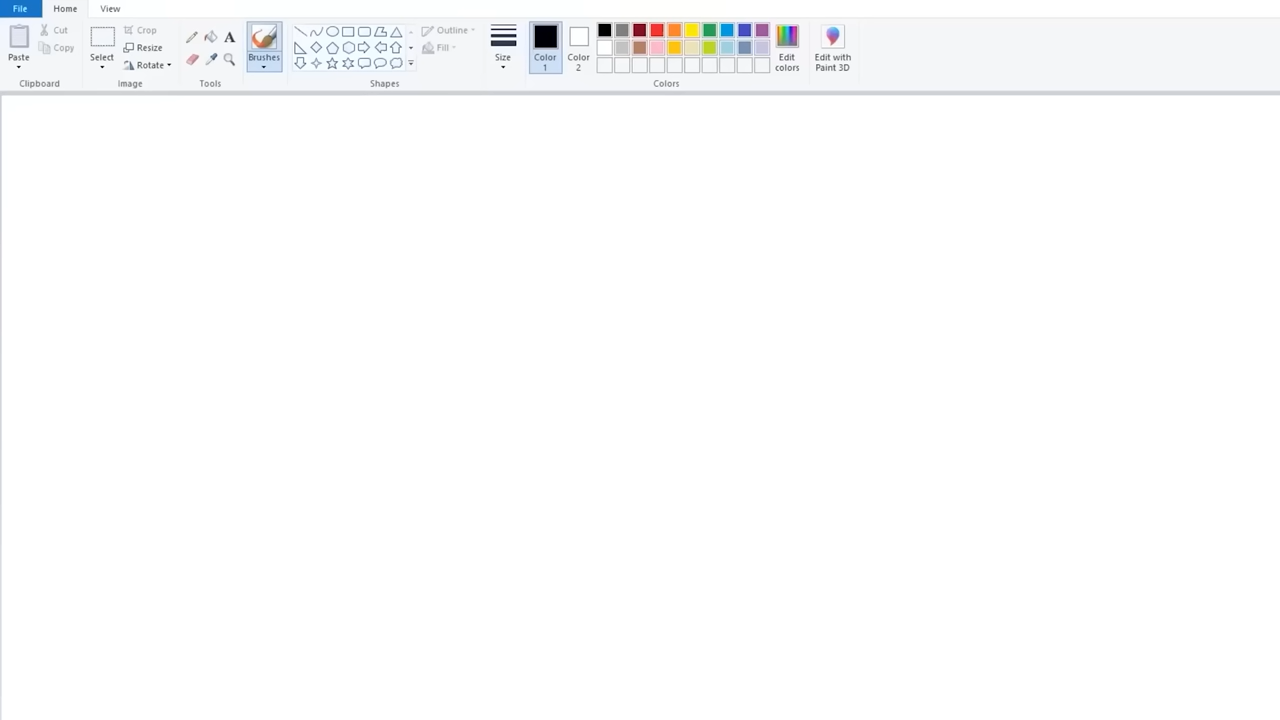 File Home View
Paste
Cut
Copy
Clipboard
Select
Crop
Resize
Rotate
Image
A
Tools
Brushes
Shapes
Outline
Fill
Size
Color 1
Color 2
Edit colors
Colors
Edit with Paint 3D